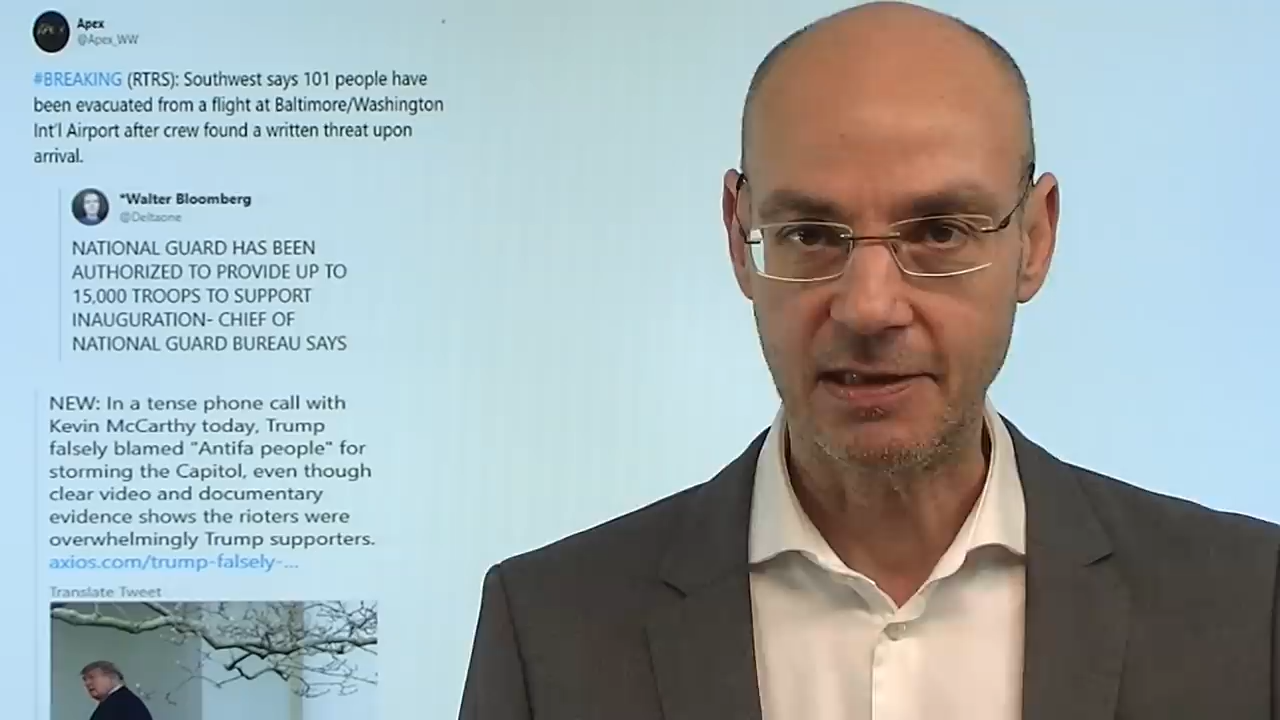 Apex
@Apex_WW
#BREAKING (RTRS): Southwest says 101 people have
been evacuated from a flight at Baltimore/Washington
Int'l Airport after crew found a written threat upon
arrival.
*Walter Bloomberg
@Deltaone
NATIONAL GUARD HAS BEEN
AUTHORIZED TO PROVIDE UP TO
15,000 TROOPS TO SUPPORT
INAUGURATION- CHIEF OF
NATIONAL GUARD BUREAU SAYS
NEW: In a tense phone call with
Kevin McCarthy today, Trump
falsely blamed "Antifa people" for
storming the Capitol, even though
clear video and documentary
evidence shows the rioters were
overwhelmingly Trump supporters.
axios.com/trump-falsely-...
Translate Tweet